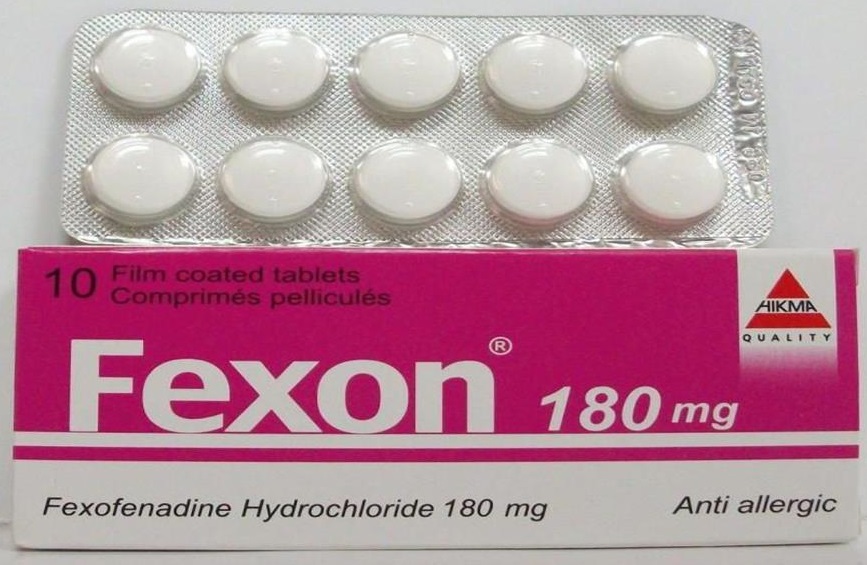 10 Film coated tablets
Comprimés pelliculés
HIKMA
QUALITY
Fexon®
180 mg
Fexofenadine Hydrochloride 180 mg
Anti allergic